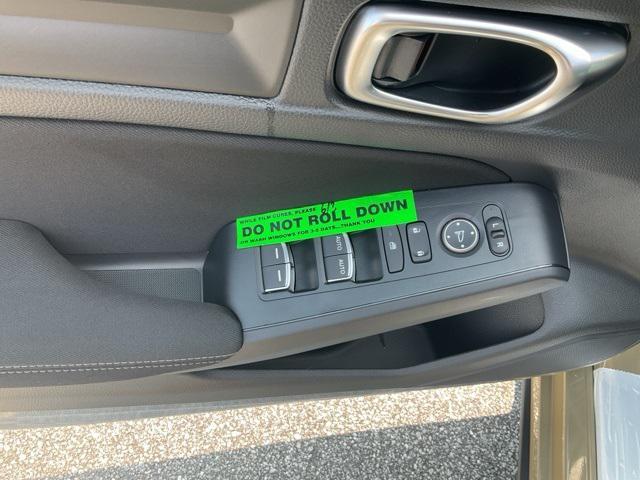 WHILE FILM CURES, PLEASE
DO NOT ROLL DOWN
OR WASH WINDOWS FOR 3-5 DAYS...THANK YOU
AUTO
AUTO
L
R